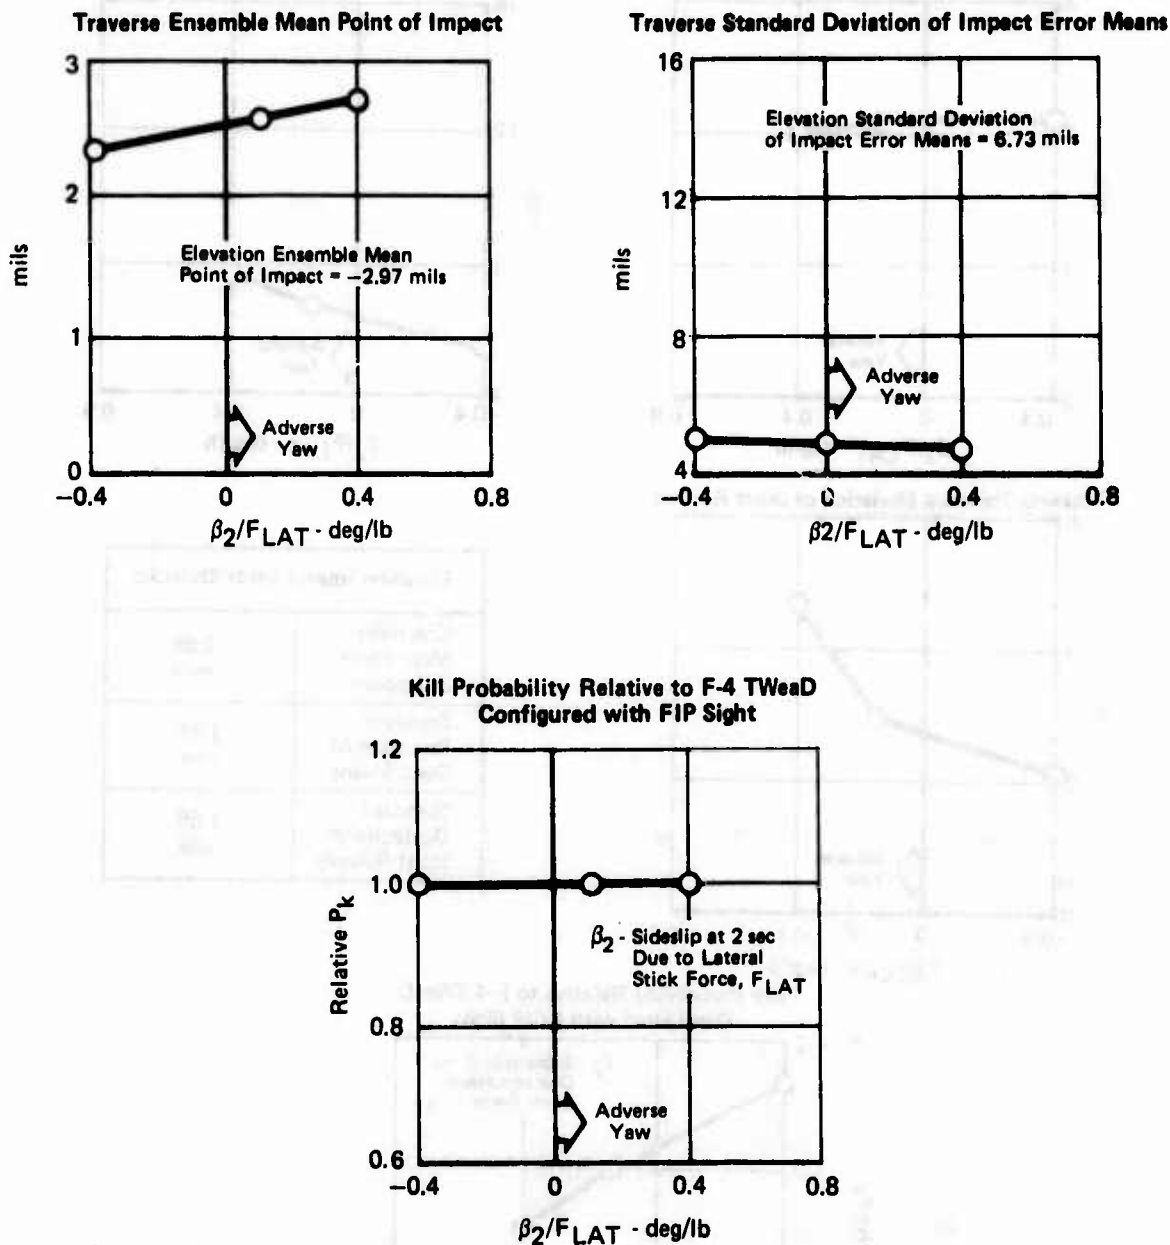 Traverse Ensemble Mean Point of Impact
3
2
1
0
mils
Elevation Ensemble Mean
Point of Impact = −2.97 mils
Adverse
Yaw
−0.4
0
0.4
0.8
β2/FLAT - deg/lb
Traverse Standard Deviation of Impact Error Means
16
12
8
4
mils
Elevation Standard Deviation
of Impact Error Means = 6.73 mils
Adverse
Yaw
−0.4
0
0.4
0.8
β2/FLAT - deg/lb
Kill Probability Relative to F-4 TWeaD
Configured with FIP Sight
1.2
1.0
0.8
0.6
Relative Pk
β2 - Sideslip at 2 sec
Due to Lateral
Stick Force, FLAT
Adverse
Yaw
−0.4
0
0.4
0.8
β2/FLAT - deg/lb